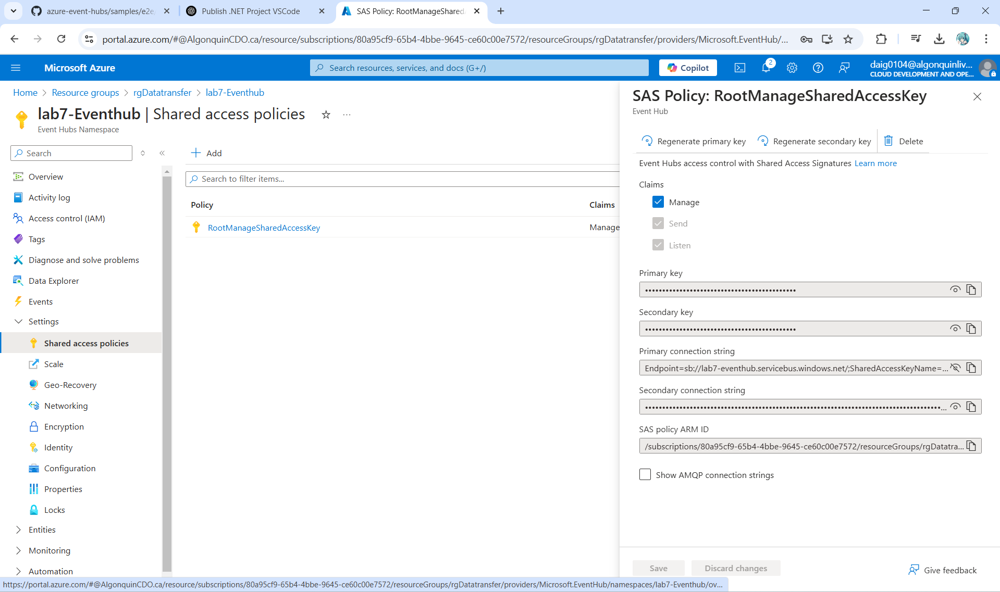 azure-event-hubs/samples/e2e/
Publish .NET Project VSCode
SAS Policy: RootManageShared
portal.azure.com/#@AlgonquinCDO.ca/resource/subscriptions/80a95cf9-65b4-4bbe-9645-ce60c00e7572/resourceGroups/rgDatatransfer/providers/Microsoft.EventHub/...
Microsoft Azure
Search resources, services, and docs (G+/)
Copilot
2
daig0104@algonquinliv...
CLOUD DEVELOPMENT AND OPE...
Home > Resource groups > rgDatatransfer > lab7-Eventhub
lab7-Eventhub | Shared access policies
Event Hubs Namespace
Search
Overview
Activity log
Access control (IAM)
Tags
Diagnose and solve problems
Data Explorer
Events
Settings
Shared access policies
Scale
Geo-Recovery
Networking
Encryption
Identity
Configuration
Properties
Locks
Entities
Monitoring
Automation
Add
Search to filter items...
Policy Claims
RootManageSharedAccessKey Manage
SAS Policy: RootManageSharedAccessKey
Event Hub
Regenerate primary key Regenerate secondary key Delete
Event Hubs access control with Shared Access Signatures Learn more
Claims
Manage
Send
Listen
Primary key
Secondary key
Primary connection string
Endpoint=sb://lab7-eventhub.servicebus.windows.net/;SharedAccessKeyName=...
Secondary connection string
SAS policy ARM ID
/subscriptions/80a95cf9-65b4-4bbe-9645-ce60c00e7572/resourceGroups/rgDatatra...
Show AMQP connection strings
Save Discard changes Give feedback
https://portal.azure.com/#@AlgonquinCDO.ca/resource/subscriptions/80a95cf9-65b4-4bbe-9645-ce60c00e7572/resourceGroups/rgDatatransfer/providers/Microsoft.EventHub/namespaces/lab7-Eventhub/ov...